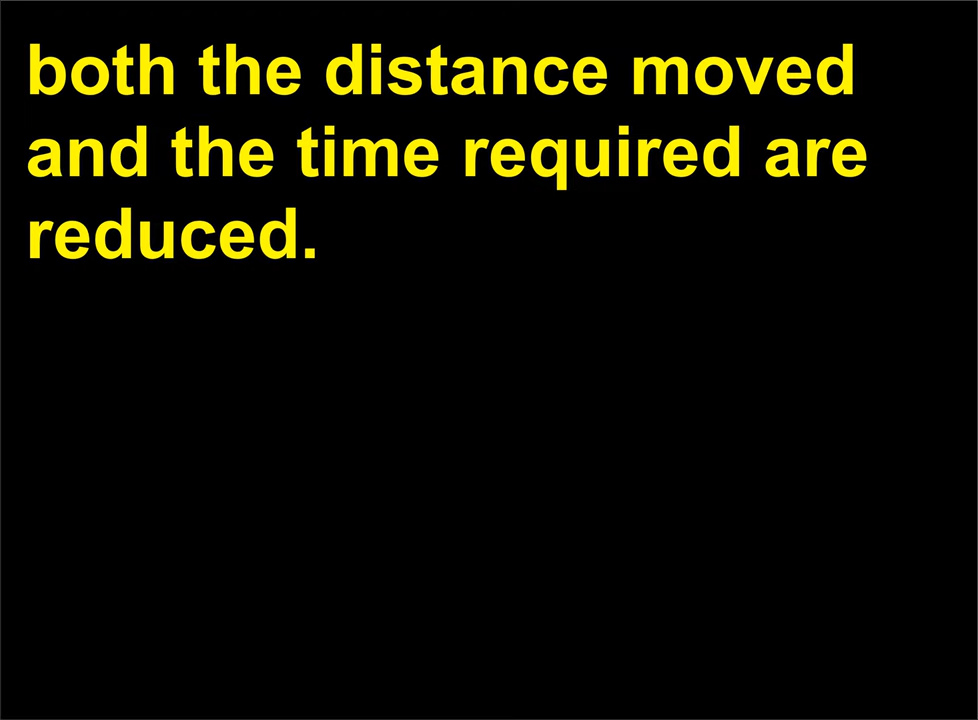 both the distance moved
and the time required are
reduced.